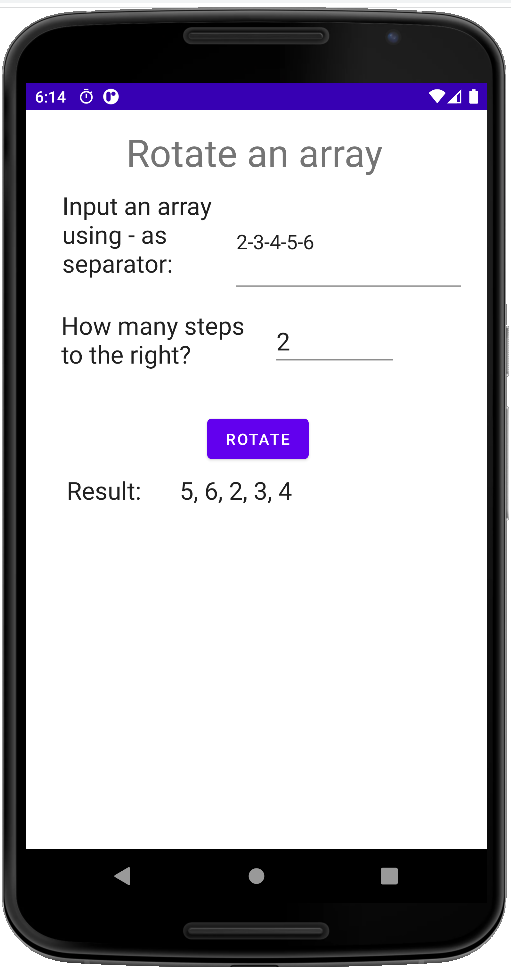 6:14
Rotate an array
Input an array
using - as
separator:
2-3-4-5-6
How many steps
to the right?
2
ROTATE
Result:
5, 6, 2, 3, 4